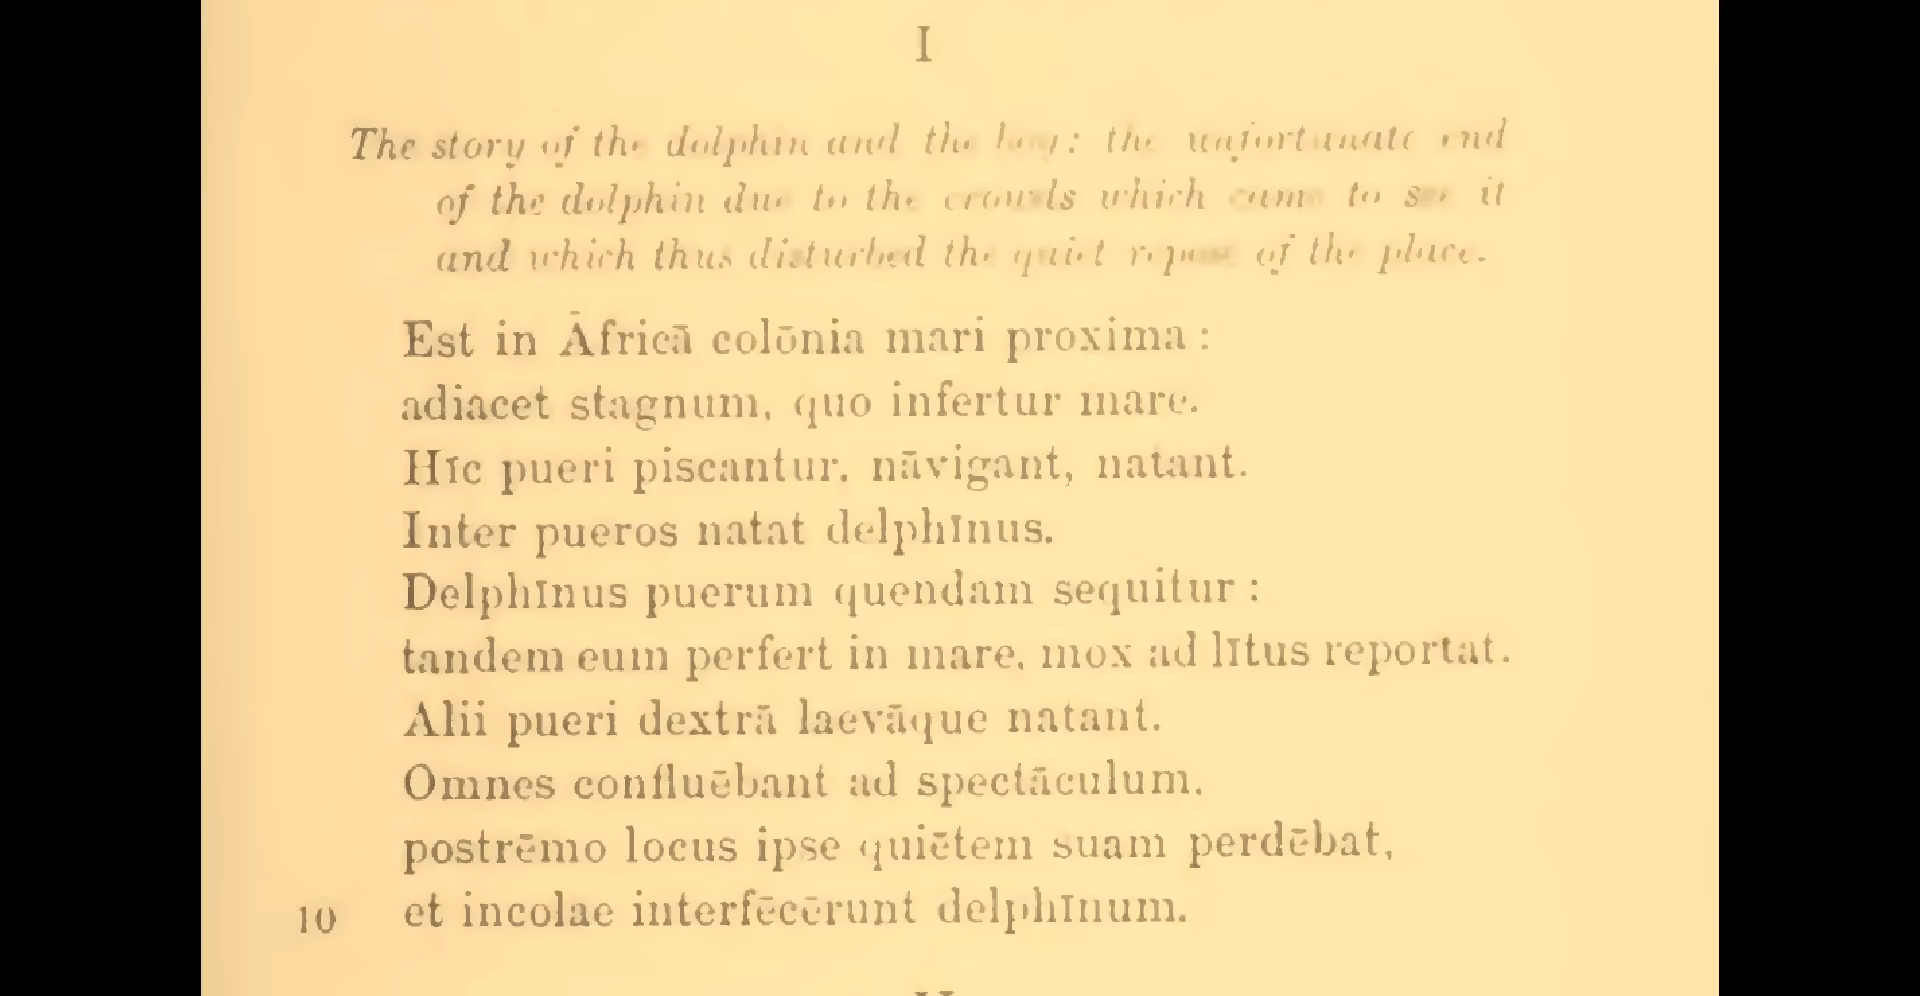 I
The story of the dolphin and the boy: the unfortunate end
of the dolphin due to the crowds which came to see it
and which thus disturbed the quiet repose of the place.
Est in Āfricā colōnia mari proxima :
adiacet stagnum, quo infertur mare.
Hīc pueri piscantur, nāvigant, natant.
Inter pueros natat delphīnus.
Delphīnus puerum quendam sequitur :
tandem eum perfert in mare, mox ad lītus reportat.
Alii pueri dextrā laevāque natant.
Omnes confluēbant ad spectāculum,
postrēmo locus ipse quiētem suam perdēbat,
10 et incolae interfēcērunt delphīnum.